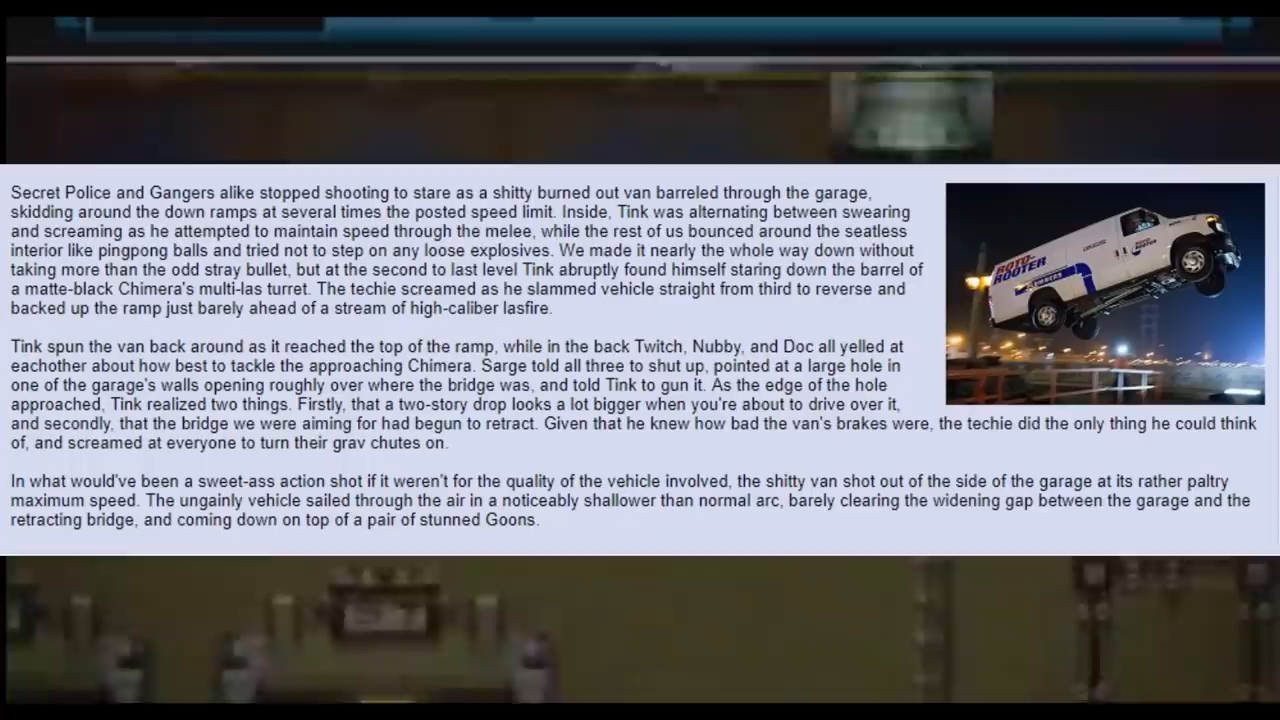 Secret Police and Gangers alike stopped shooting to stare as a shitty burned out van barreled through the garage,
skidding around the down ramps at several times the posted speed limit. Inside, Tink was alternating between swearing
and screaming as he attempted to maintain speed through the melee, while the rest of us bounced around the seatless
interior like pingpong balls and tried not to step on any loose explosives. We made it nearly the whole way down without
taking more than the odd stray bullet, but at the second to last level Tink abruptly found himself staring down the barrel of
a matte-black Chimera's multi-las turret. The techie screamed as he slammed vehicle straight from third to reverse and
backed up the ramp just barely ahead of a stream of high-caliber lasfire.
Tink spun the van back around as it reached the top of the ramp, while in the back Twitch, Nubby, and Doc all yelled at
eachother about how best to tackle the approaching Chimera. Sarge told all three to shut up, pointed at a large hole in
one of the garage's walls opening roughly over where the bridge was, and told Tink to gun it. As the edge of the hole
approached, Tink realized two things. Firstly, that a two-story drop looks a lot bigger when you're about to drive over it,
and secondly, that the bridge we were aiming for had begun to retract. Given that he knew how bad the van's brakes were, the techie did the only thing he could think
of, and screamed at everyone to turn their grav chutes on.
In what would've been a sweet-ass action shot if it weren't for the quality of the vehicle involved, the shitty van shot out of the side of the garage at its rather paltry
maximum speed. The ungainly vehicle sailed through the air in a noticeably shallower than normal arc, barely clearing the widening gap between the garage and the
retracting bridge, and coming down on top of a pair of stunned Goons.
ROTO-
ROOTER